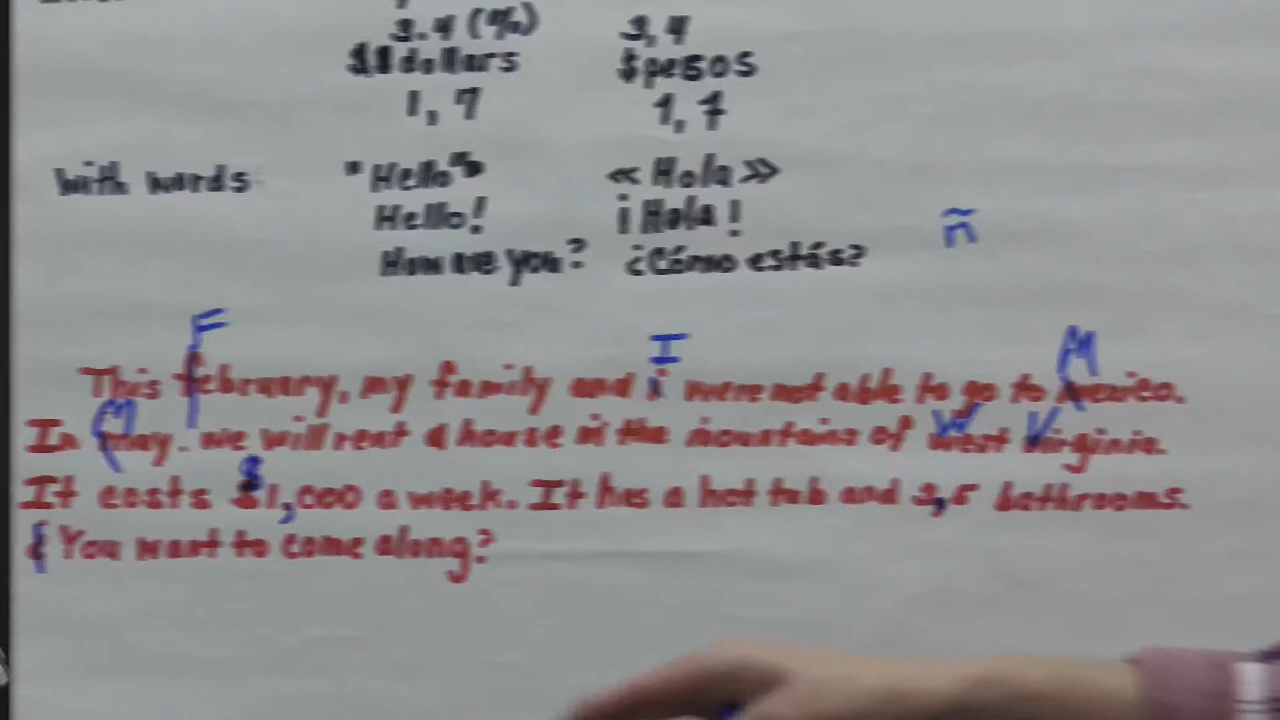 3.4 (%) 3,4
$ dollars $ pesos
1, 7 1, 7
with words "Hello" «Hola»
Hello! ¡Hola!
How are you? ¿Cómo estás? ñ
F I M
This february, my family and i were not able to go to mexico.
In may. we will rent a house in the mountains of West Virginia.
It costs $1,000 a week. It has a hot tub and 3,5 bathrooms.
You want to come along?